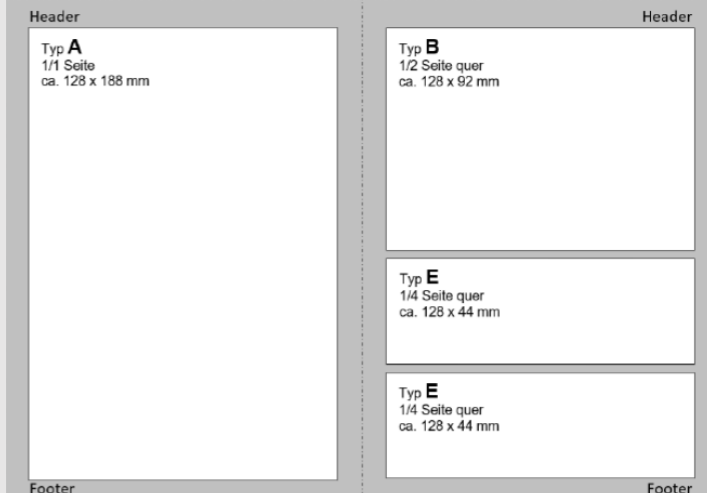 Header
Typ A
1/1 Seite
ca. 128 x 188 mm
Footer
Header
Typ B
1/2 Seite quer
ca. 128 x 92 mm
Typ E
1/4 Seite quer
ca. 128 x 44 mm
Typ E
1/4 Seite quer
ca. 128 x 44 mm
Footer